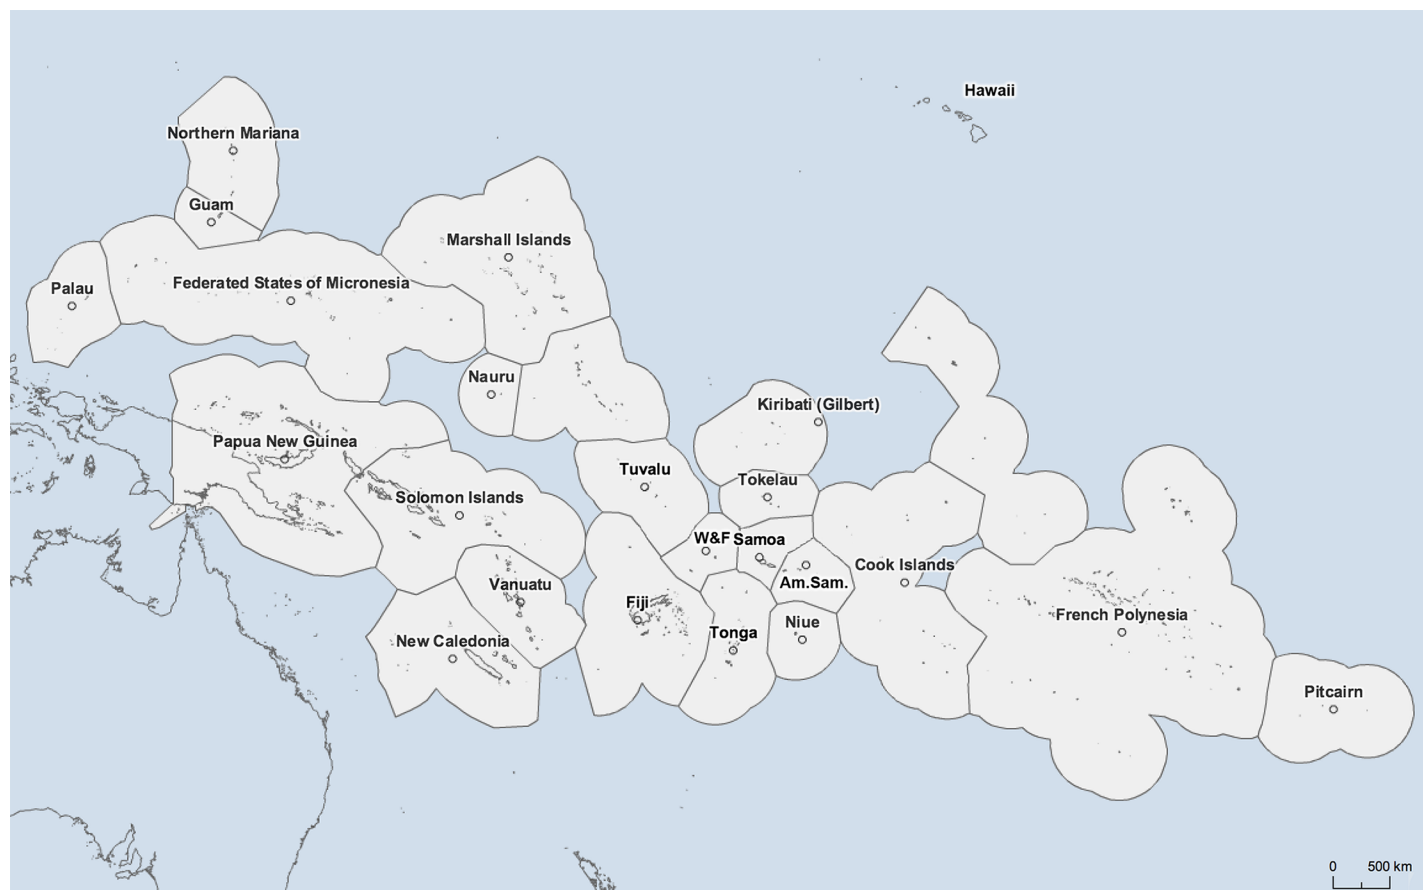 Hawaii
Northern Mariana
Guam
Marshall Islands
Palau
Federated States of Micronesia
Nauru
Kiribati (Gilbert)
Papua New Guinea
Tuvalu
Tokelau
Solomon Islands
W&F
Samoa
Cook Islands
Vanuatu
Am.Sam.
Fiji
French Polynesia
Niue
Tonga
New Caledonia
Pitcairn
0 500 km